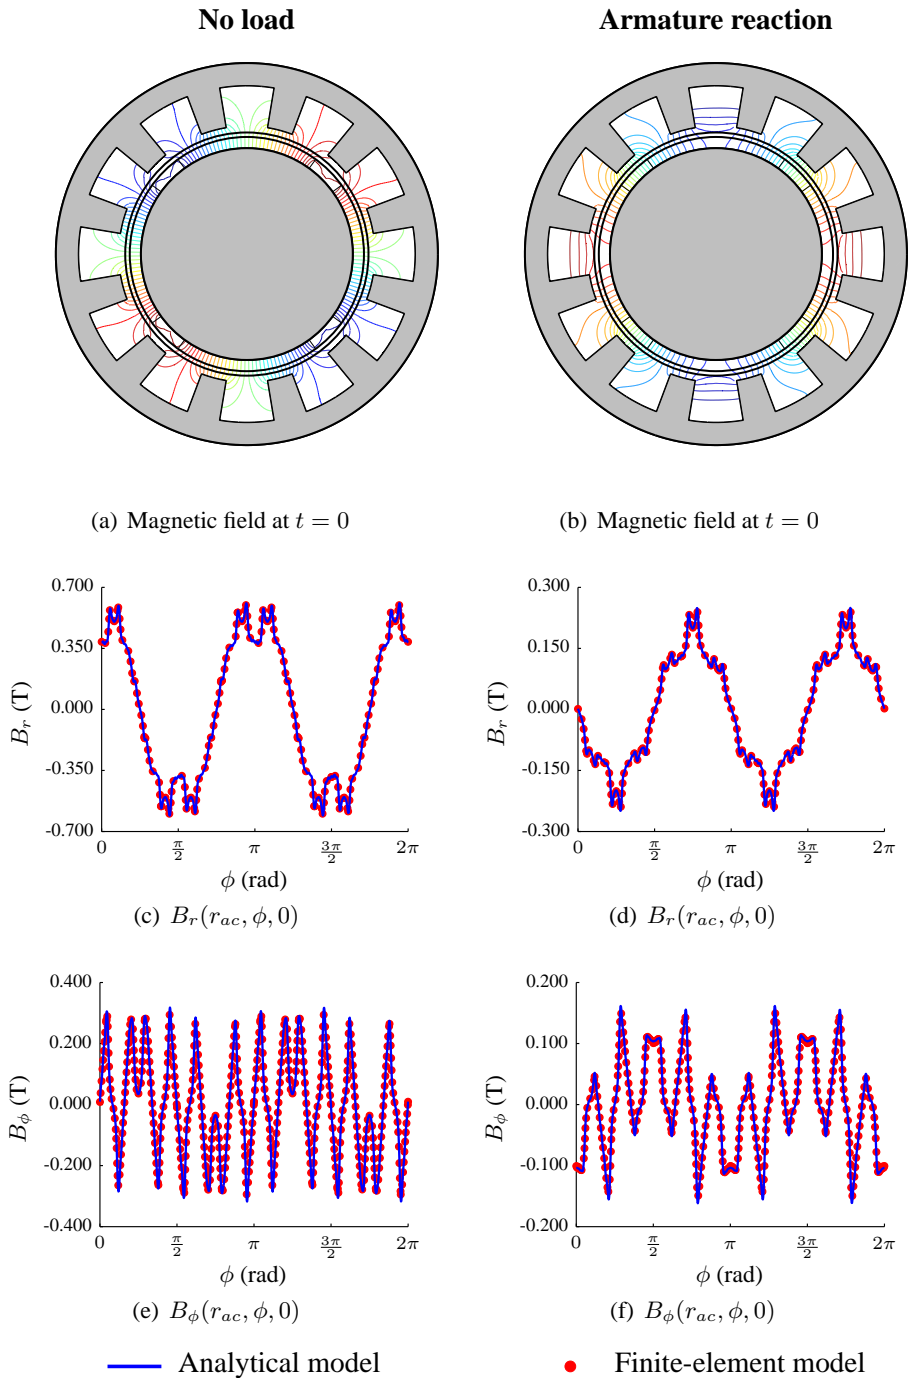 No load Armature reaction
(a) Magnetic field at t = 0 (b) Magnetic field at t = 0
0.700
0.350
0.000
-0.350
-0.700
B_r (T)
0 π/2 π 3π/2 2π
φ (rad)
(c) B_r(r_ac, φ, 0)
0.300
0.150
0.000
-0.150
-0.300
B_r (T)
0 π/2 π 3π/2 2π
φ (rad)
(d) B_r(r_ac, φ, 0)
0.400
0.200
0.000
-0.200
-0.400
B_φ (T)
0 π/2 π 3π/2 2π
φ (rad)
(e) B_φ(r_ac, φ, 0)
0.200
0.100
0.000
-0.100
-0.200
B_φ (T)
0 π/2 π 3π/2 2π
φ (rad)
(f) B_φ(r_ac, φ, 0)
Analytical model Finite-element model